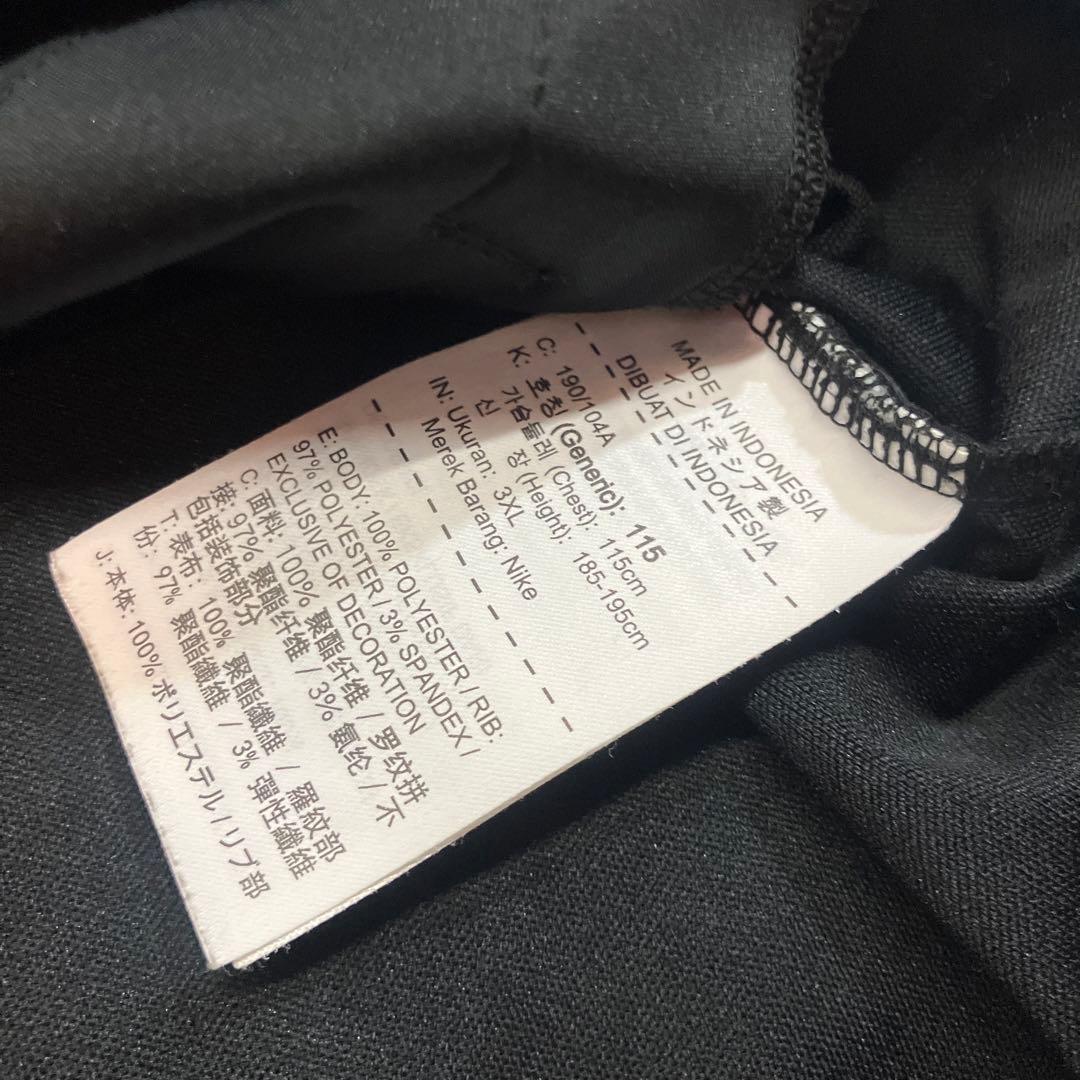 MADE IN INDONESIA
インドネシア製
DIBUAT DI INDONESIA
C: 190/104A
K: 호칭 (Generic): 115
가슴둘레 (Chest): 115cm
신 장 (Height): 185-195cm
IN: Ukuran: 3XL
Merek Barang: Nike
E: BODY: 100% POLYESTER / RIB:
97% POLYESTER / 3% SPANDEX /
EXCLUSIVE OF DECORATION
C: 面料: 100% 聚酯纤维 / 罗纹拼
接: 97% 聚酯纤维 / 3% 氨纶 / 不
包括装饰部分
T: 表布: 100% 聚酯纖維 / 羅紋部
份: 97% 聚酯纖維 / 3% 彈性纖維
J: 本体: 100% ポリエステル / リブ部